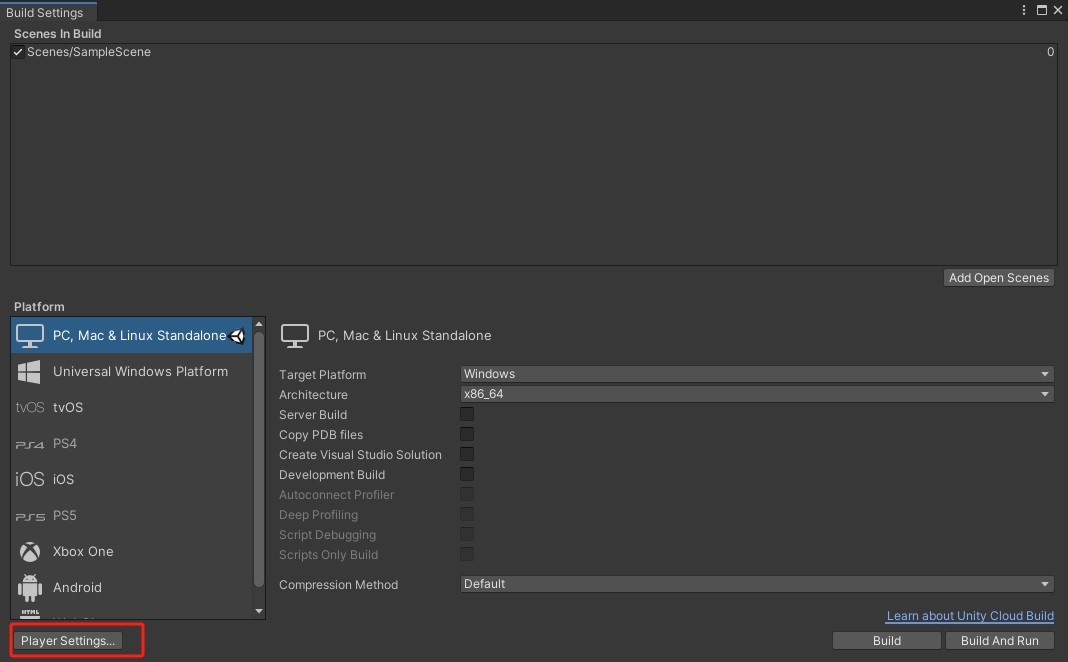 Build Settings
Scenes In Build
Scenes/SampleScene 0
Add Open Scenes
Platform
PC, Mac & Linux Standalone
Universal Windows Platform
tvOS tvOS
PS4 PS4
iOS iOS
PS5 PS5
Xbox One
Android
HTML
PC, Mac & Linux Standalone
Target Platform Windows
Architecture x86_64
Server Build
Copy PDB files
Create Visual Studio Solution
Development Build
Autoconnect Profiler
Deep Profiling
Script Debugging
Scripts Only Build
Compression Method Default
Learn about Unity Cloud Build
Player Settings...
Build
Build And Run